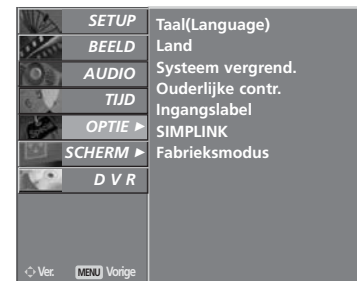 SETUP
BEELD
AUDIO
TIJD
OPTIE ►
SCHERM ►
D V R
Ver. MENU Vorige
Taal(Language)
Land
Systeem vergrend.
Ouderlijke contr.
Ingangslabel
SIMPLINK
Fabrieksmodus